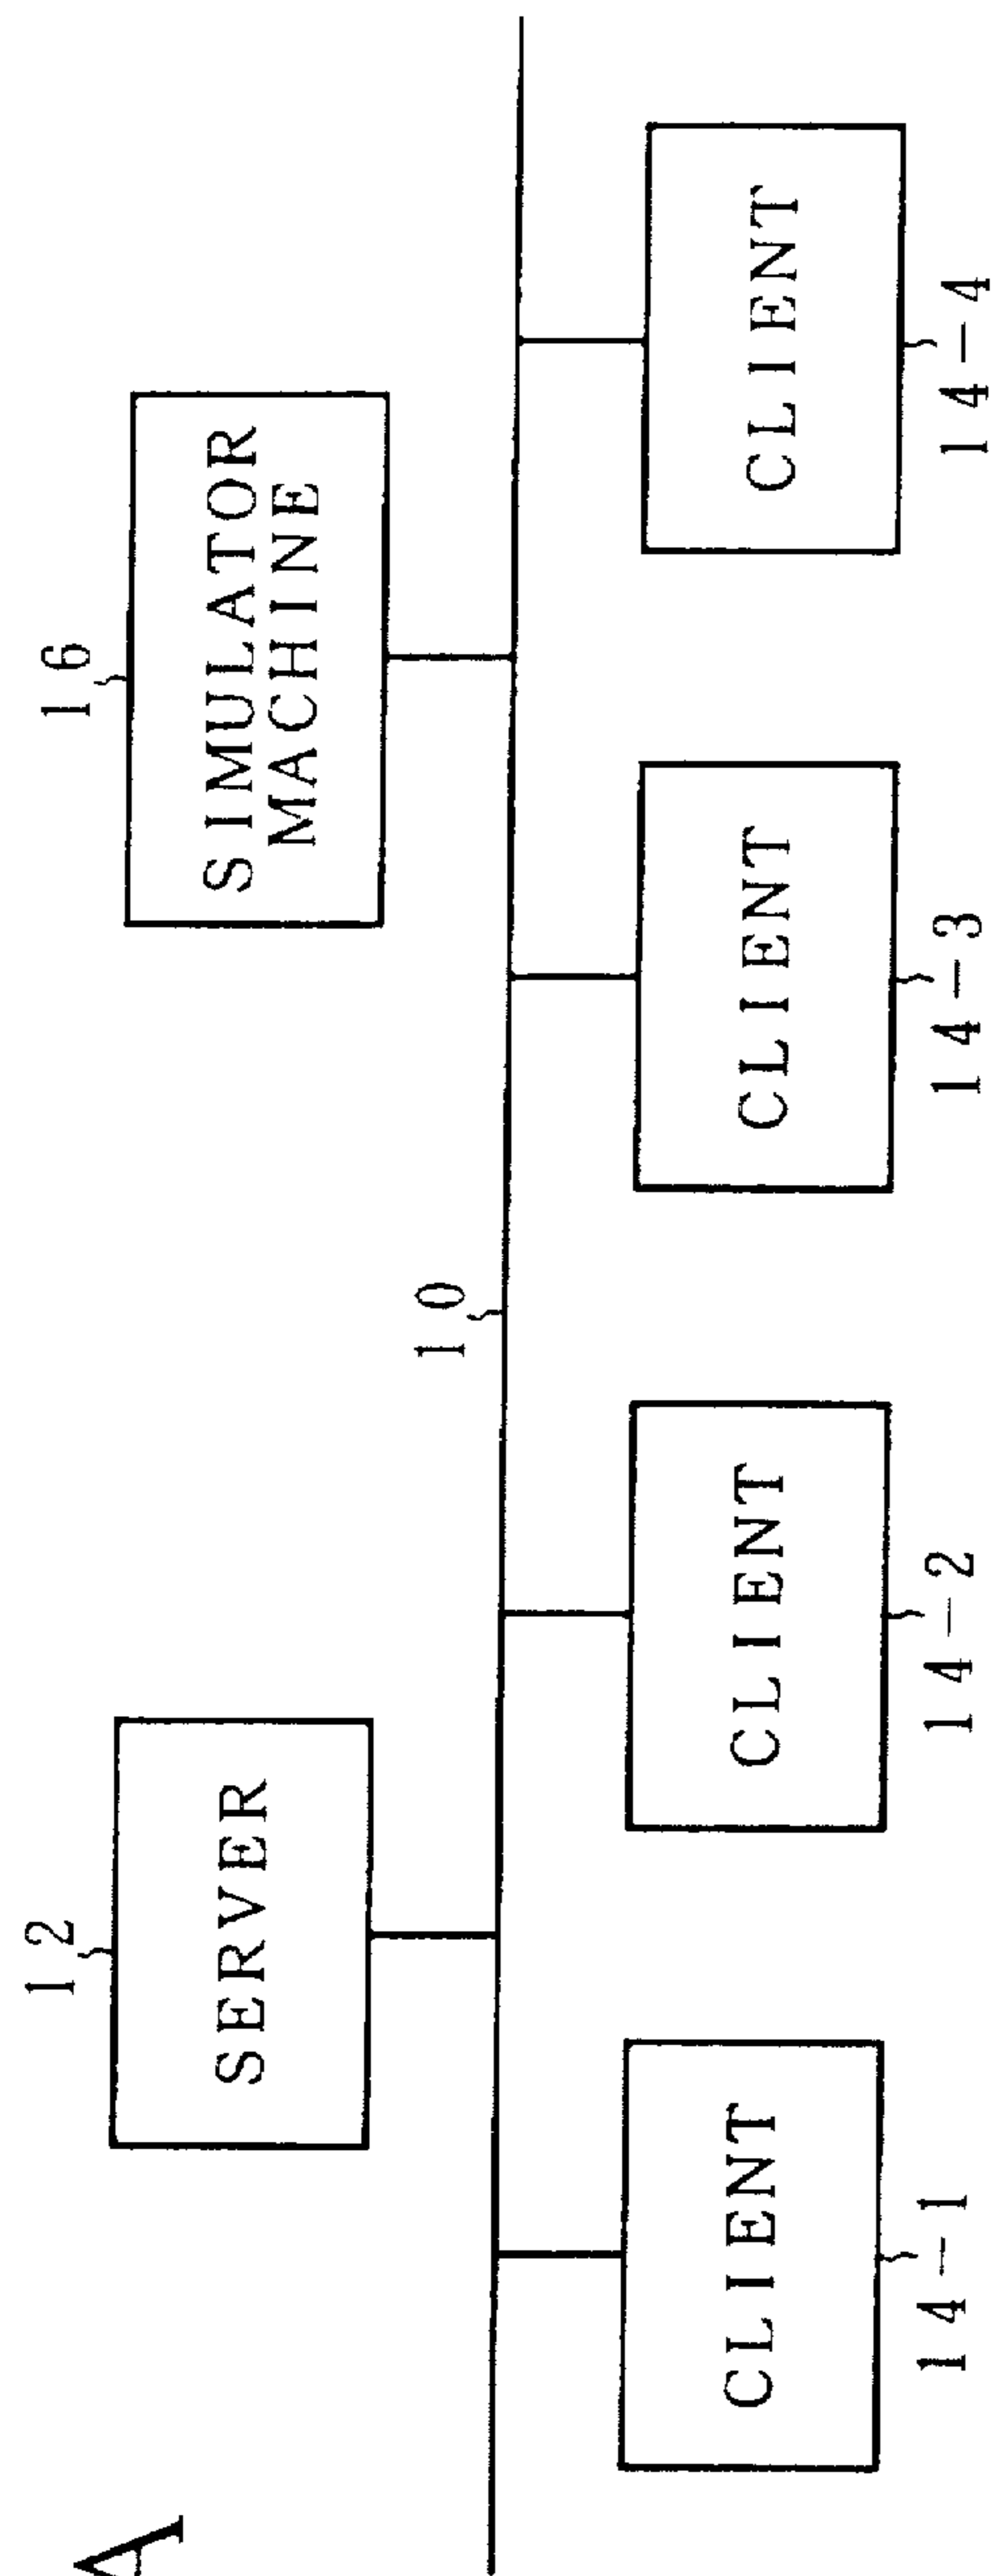 A
12
16
SERVER
SIMULATOR
MACHINE
10
CLIENT
CLIENT
CLIENT
CLIENT
14-1
14-2
14-3
14-4